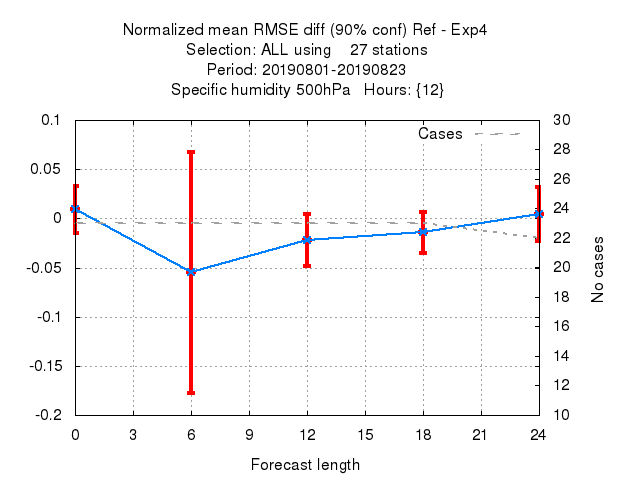 Normalized mean RMSE diff (90% conf) Ref - Exp4
Selection: ALL using 27 stations
Period: 20190801-20190823
Specific humidity 500hPa Hours: {12}
Cases
0.1
0.05
0
-0.05
-0.1
-0.15
-0.2
30
28
26
24
22
20
18
16
14
12
10
No cases
0 3 6 9 12 15 18 21 24
Forecast length